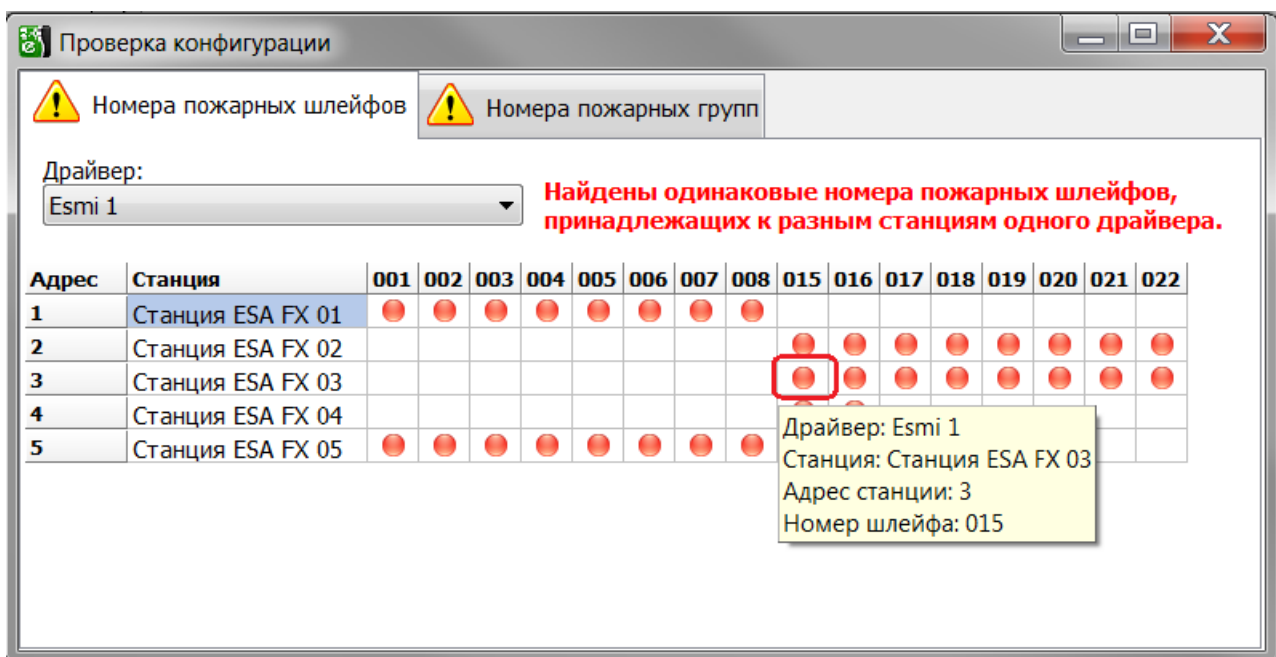 Проверка конфигурации
Номера пожарных шлейфов Номера пожарных групп
Драйвер:
Esmi 1
Найдены одинаковые номера пожарных шлейфов,
принадлежащих к разным станциям одного драйвера.
Адрес Станция 001 002 003 004 005 006 007 008 015 016 017 018 019 020 021 022
1 Станция ESA FX 01
2 Станция ESA FX 02
3 Станция ESA FX 03
4 Станция ESA FX 04
5 Станция ESA FX 05
Драйвер: Esmi 1
Станция: Станция ESA FX 03
Адрес станции: 3
Номер шлейфа: 015